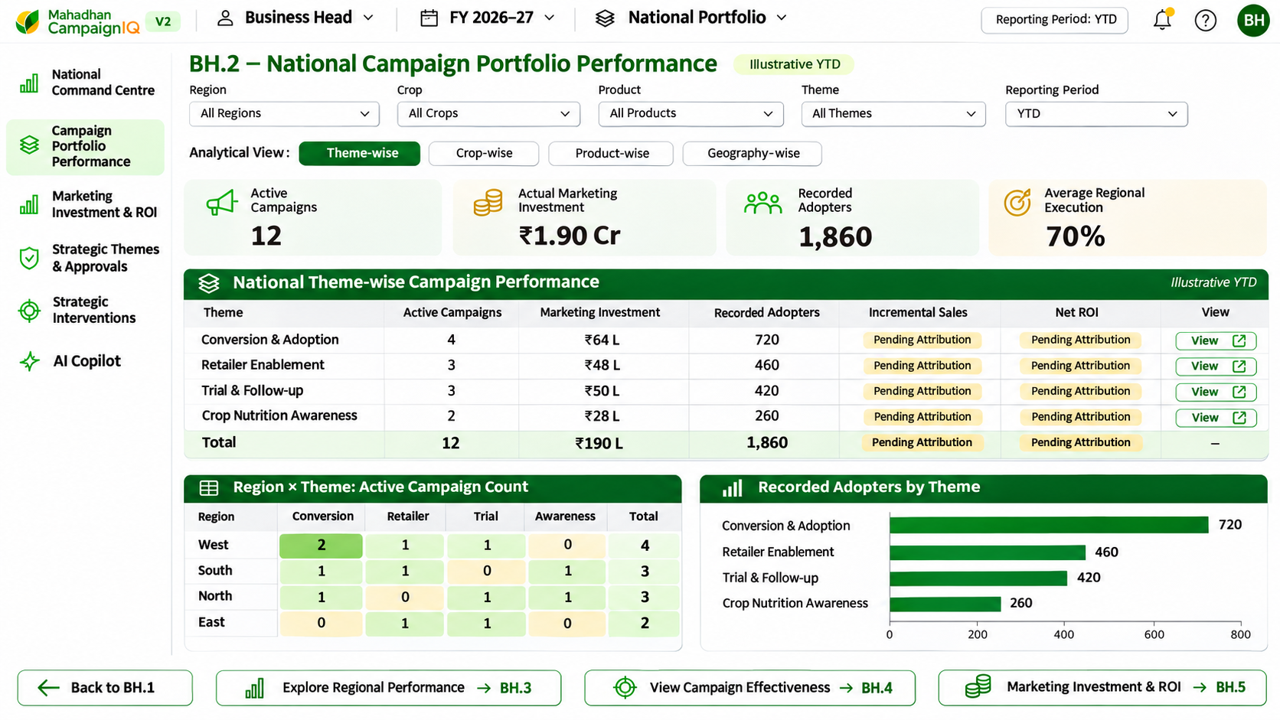 Mahadhan
CampaignIQ V2
Business Head
FY 2026–27
National Portfolio
Reporting Period: YTD
BH
National
Command Centre
Campaign
Portfolio
Performance
Marketing
Investment & ROI
Strategic Themes
& Approvals
Strategic
Interventions
AI Copilot
BH.2 – National Campaign Portfolio Performance
Illustrative YTD
Region Crop Product Theme Reporting Period
All Regions All Crops All Products All Themes YTD
Analytical View: Theme-wise Crop-wise Product-wise Geography-wise
Active
Campaigns
12
Actual Marketing
Investment
₹1.90 Cr
Recorded
Adopters
1,860
Average Regional
Execution
70%
National Theme-wise Campaign Performance Illustrative YTD
Theme Active Campaigns Marketing Investment Recorded Adopters Incremental Sales Net ROI View
Conversion & Adoption 4 ₹64 L 720 Pending Attribution Pending Attribution View
Retailer Enablement 3 ₹48 L 460 Pending Attribution Pending Attribution View
Trial & Follow-up 3 ₹50 L 420 Pending Attribution Pending Attribution View
Crop Nutrition Awareness 2 ₹28 L 260 Pending Attribution Pending Attribution View
Total 12 ₹190 L 1,860 Pending Attribution Pending Attribution –
Region × Theme: Active Campaign Count
Region Conversion Retailer Trial Awareness Total
West 2 1 1 0 4
South 1 1 0 1 3
North 1 0 1 1 3
East 0 1 1 0 2
Recorded Adopters by Theme
Conversion & Adoption 720
Retailer Enablement 460
Trial & Follow-up 420
Crop Nutrition Awareness 260
0 200 400 600 800
← Back to BH.1
Explore Regional Performance → BH.3
View Campaign Effectiveness → BH.4
Marketing Investment & ROI → BH.5